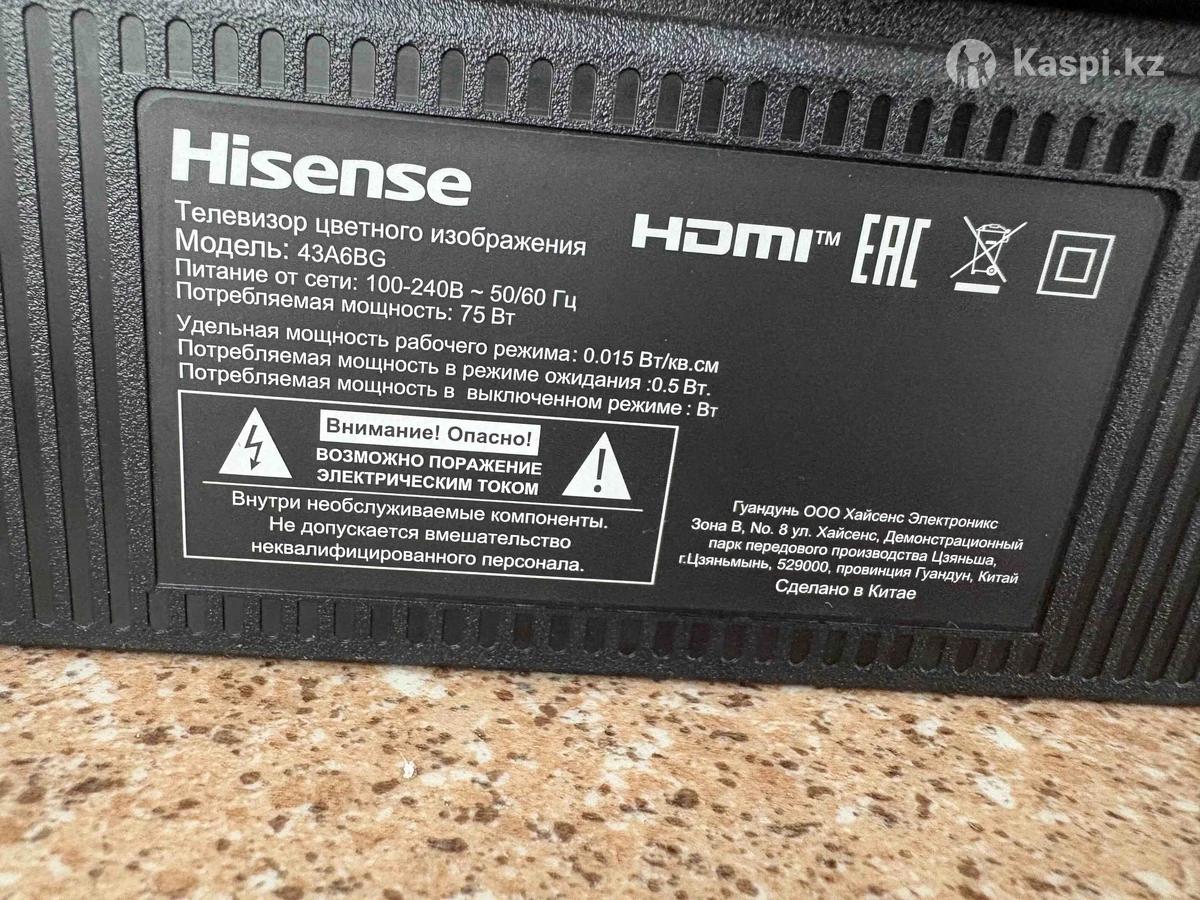 Kaspi.kz
Hisense
Телевизор цветного изображения
Модель: 43A6BG
Питание от сети: 100-240В ~ 50/60 Гц
Потребляемая мощность: 75 Вт
Удельная мощность рабочего режима: 0.015 Вт/кв.см
Потребляемая мощность в режиме ожидания :0.5 Вт.
Потребляемая мощность в выключенном режиме : Вт
HDMI™ EAC
Внимание! Опасно!
ВОЗМОЖНО ПОРАЖЕНИЕ
ЭЛЕКТРИЧЕСКИМ ТОКОМ
Внутри необслуживаемые компоненты.
Не допускается вмешательство
неквалифицированного персонала.
Гуандунь ООО Хайсенс Электроникс
Зона В, No. 8 ул. Хайсенс, Демонстрационный
парк передового производства Цзяньша,
г.Цзяньмынь, 529000, провинция Гуандун, Китай
Сделано в Китае